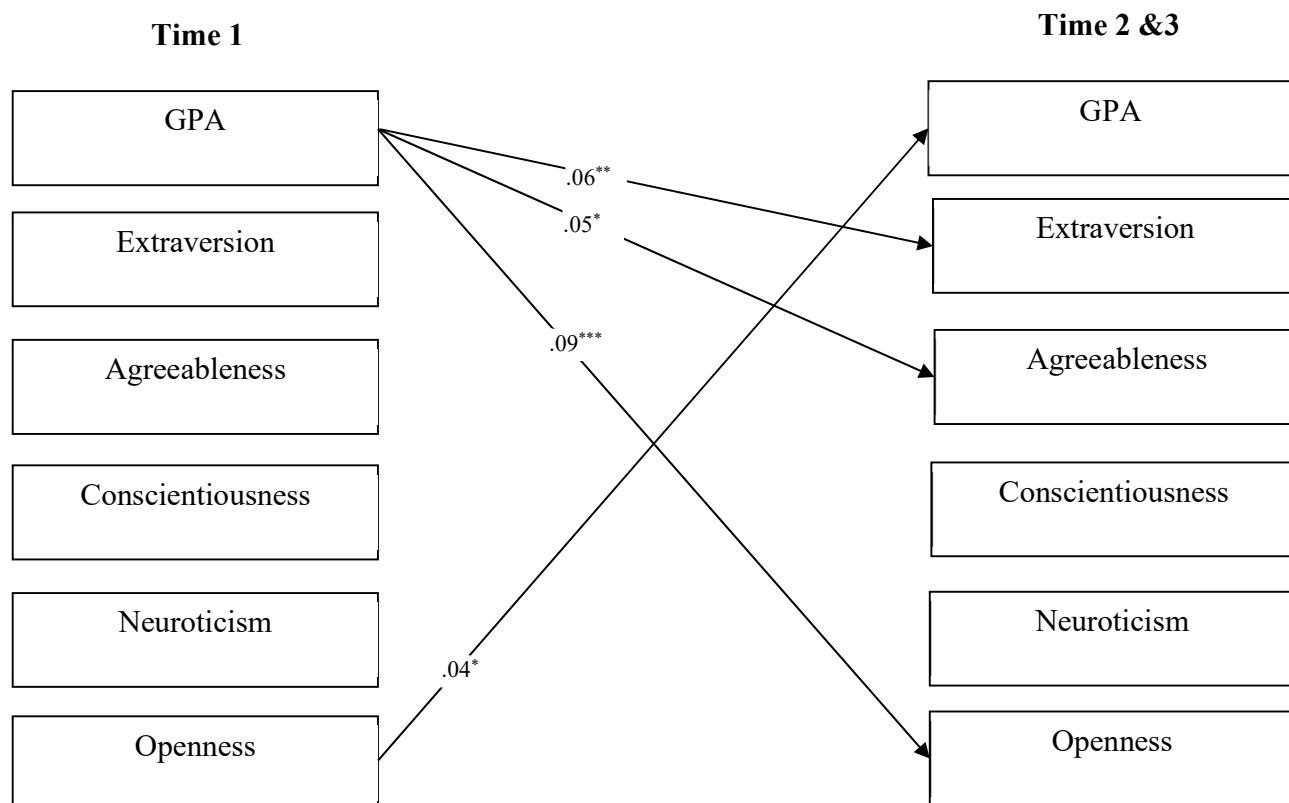 Time 1
Time 2 &3
GPA
GPA
.06**
.05*
Extraversion
Extraversion
.09***
Agreeableness
Agreeableness
Conscientiousness
Conscientiousness
Neuroticism
Neuroticism
.04*
Openness
Openness